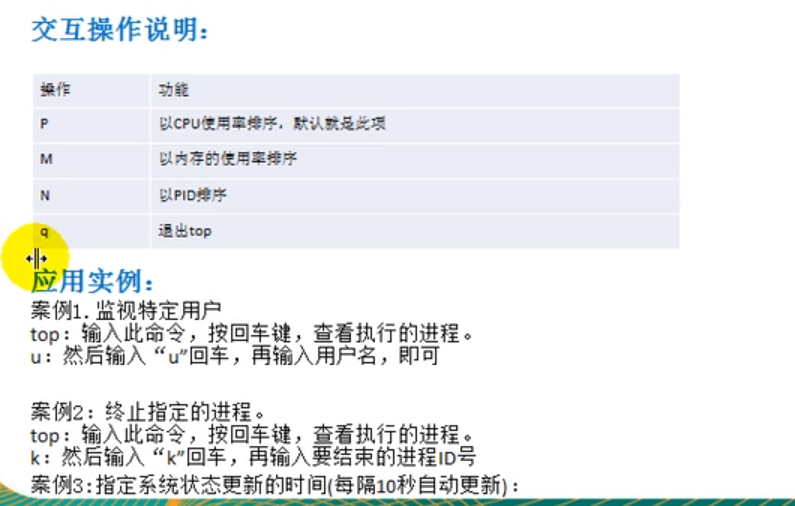 交互操作说明：
操作 功能
P 以CPU使用率排序，默认就是此项
M 以内存的使用率排序
N 以PID排序
q 退出top
应用实例：
案例1.监视特定用户
top：输入此命令，按回车键，查看执行的进程。
u：然后输入“u”回车，再输入用户名，即可
案例2：终止指定的进程。
top：输入此命令，按回车键，查看执行的进程。
k：然后输入“k”回车，再输入要结束的进程ID号
案例3:指定系统状态更新的时间(每隔10秒自动更新)：